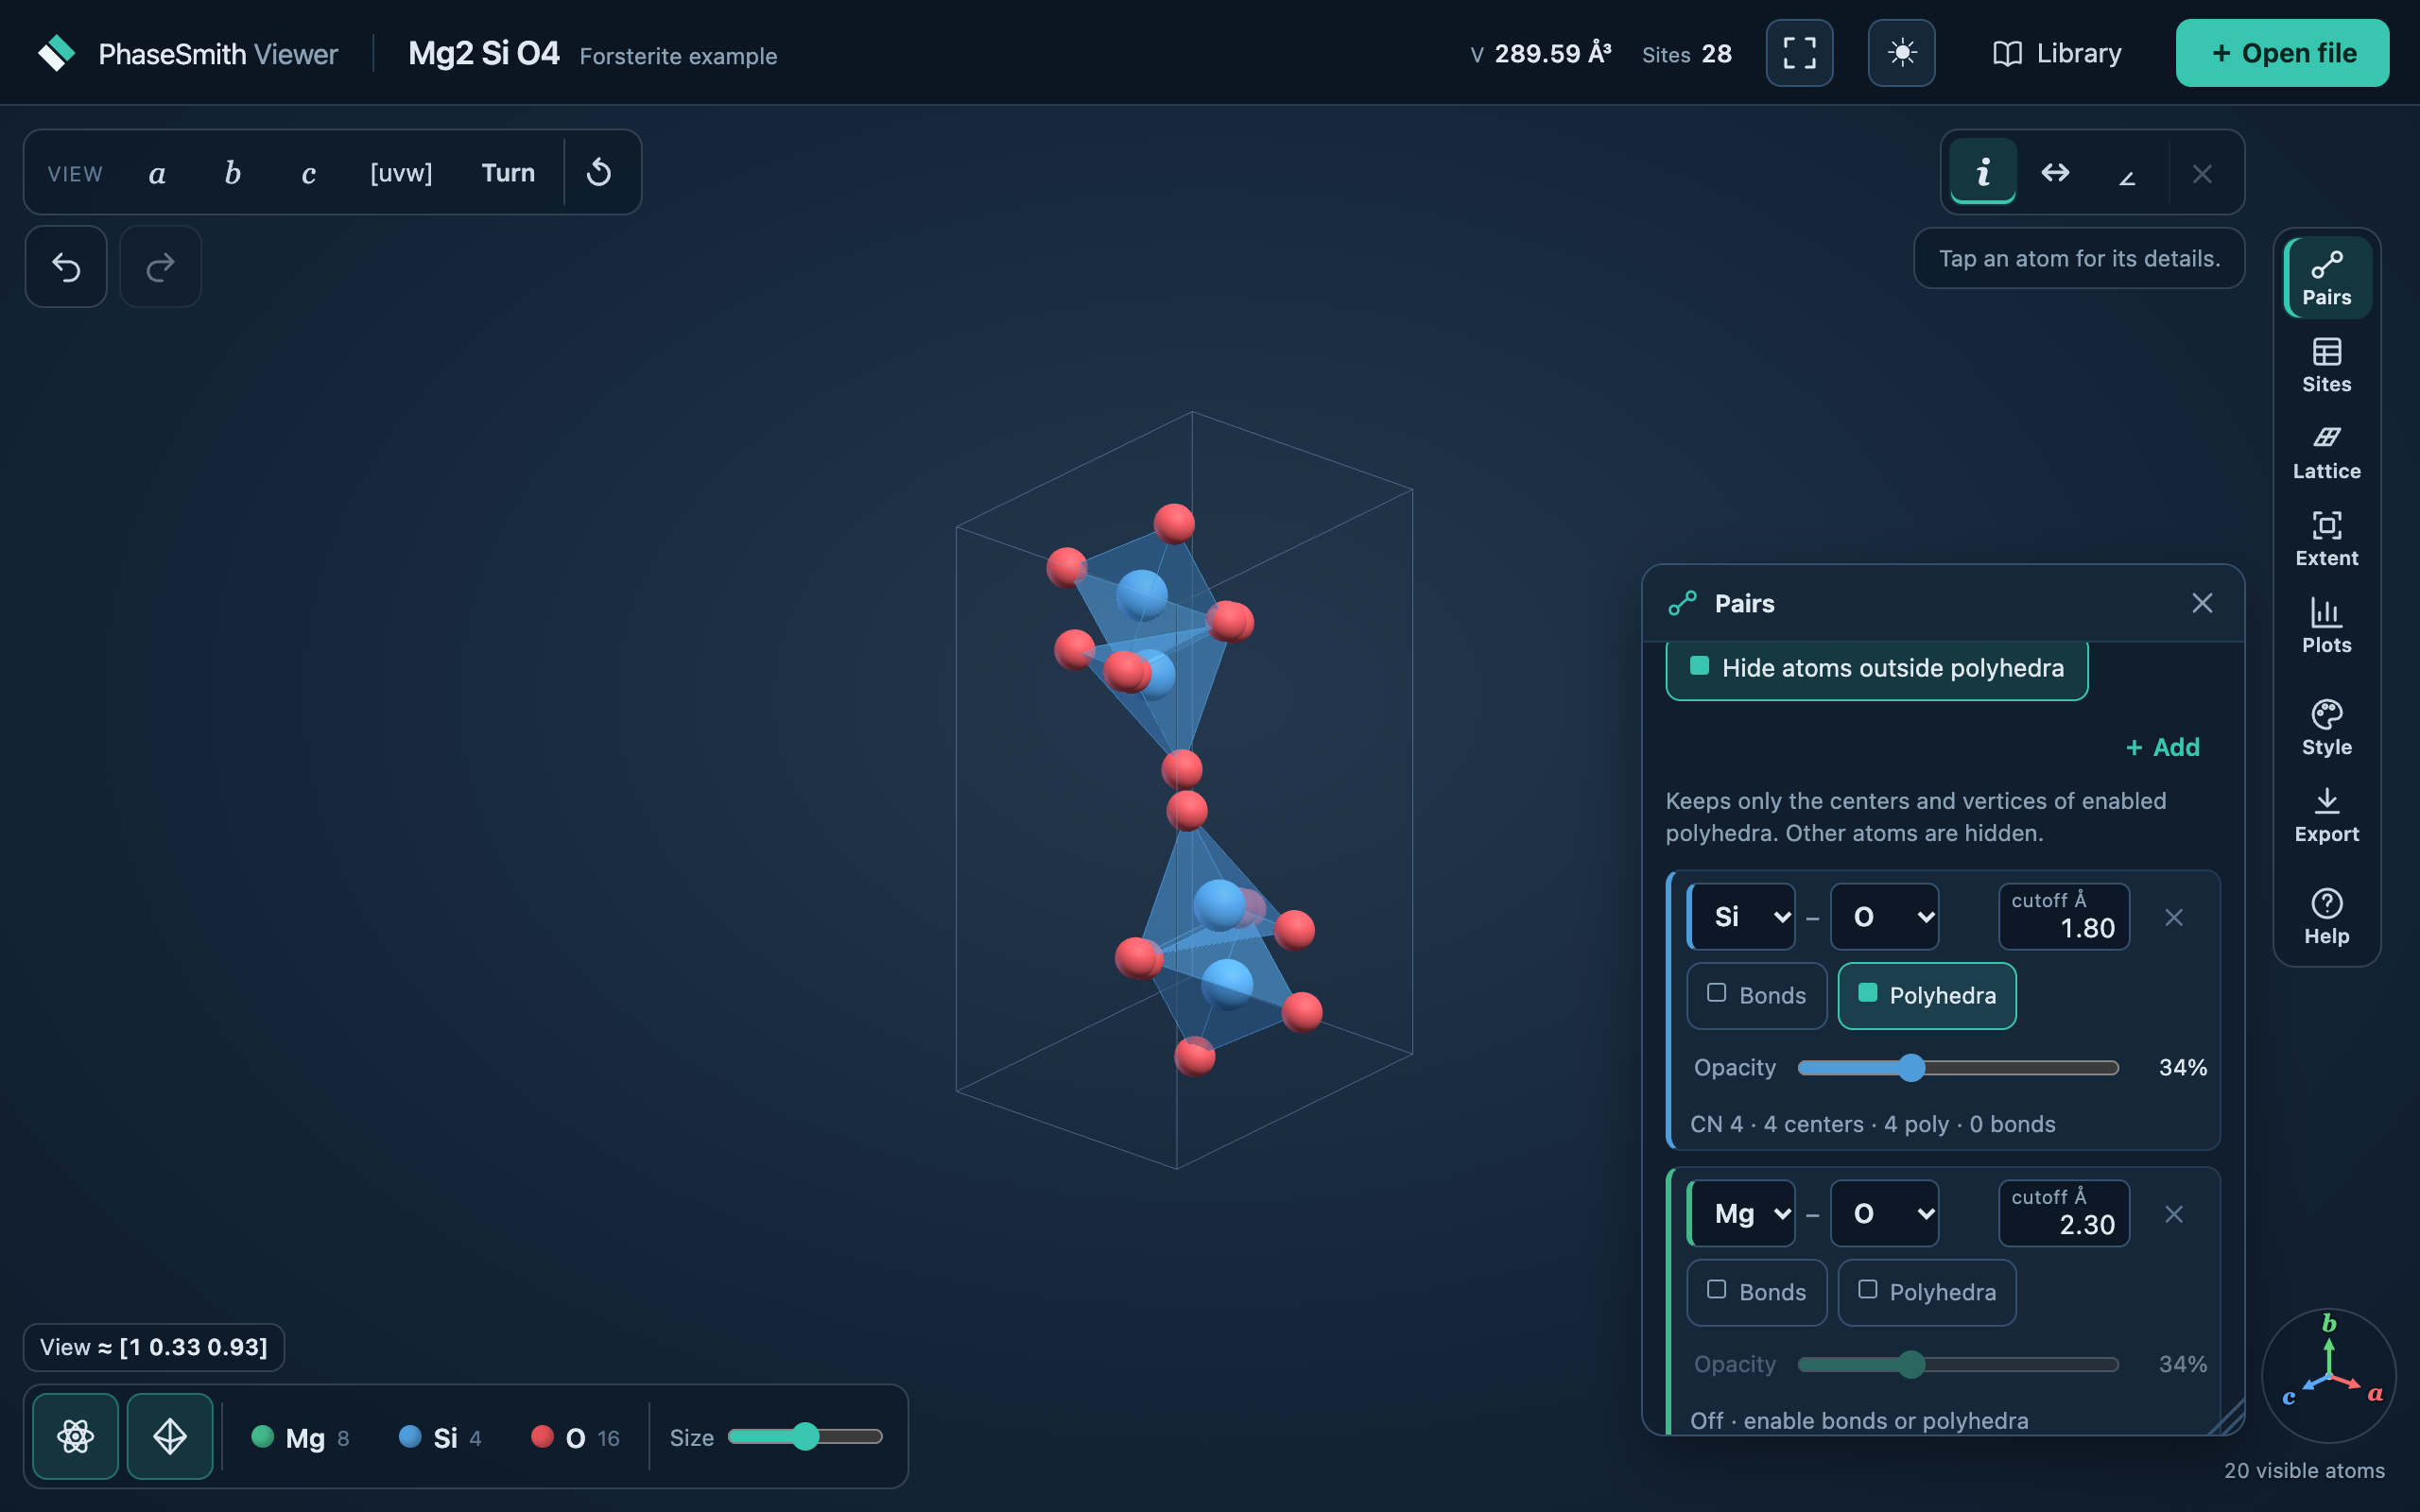 PhaseSmith Viewer
Mg2 Si O4 Forsterite example
V 289.59 Å³ Sites 28
Library
+ Open file
VIEW a b c [uvw] Turn
i
Tap an atom for its details.
Pairs
Sites
Lattice
Extent
Plots
Style
Export
Help
Pairs
Hide atoms outside polyhedra
+ Add
Keeps only the centers and vertices of enabled
polyhedra. Other atoms are hidden.
Si – O cutoff Å 1.80
Bonds Polyhedra
Opacity 34%
CN 4 · 4 centers · 4 poly · 0 bonds
Mg – O cutoff Å 2.30
Bonds Polyhedra
Opacity 34%
Off · enable bonds or polyhedra
View ≈ [1 0.33 0.93]
Mg 8 Si 4 O 16 Size
b
c a
20 visible atoms